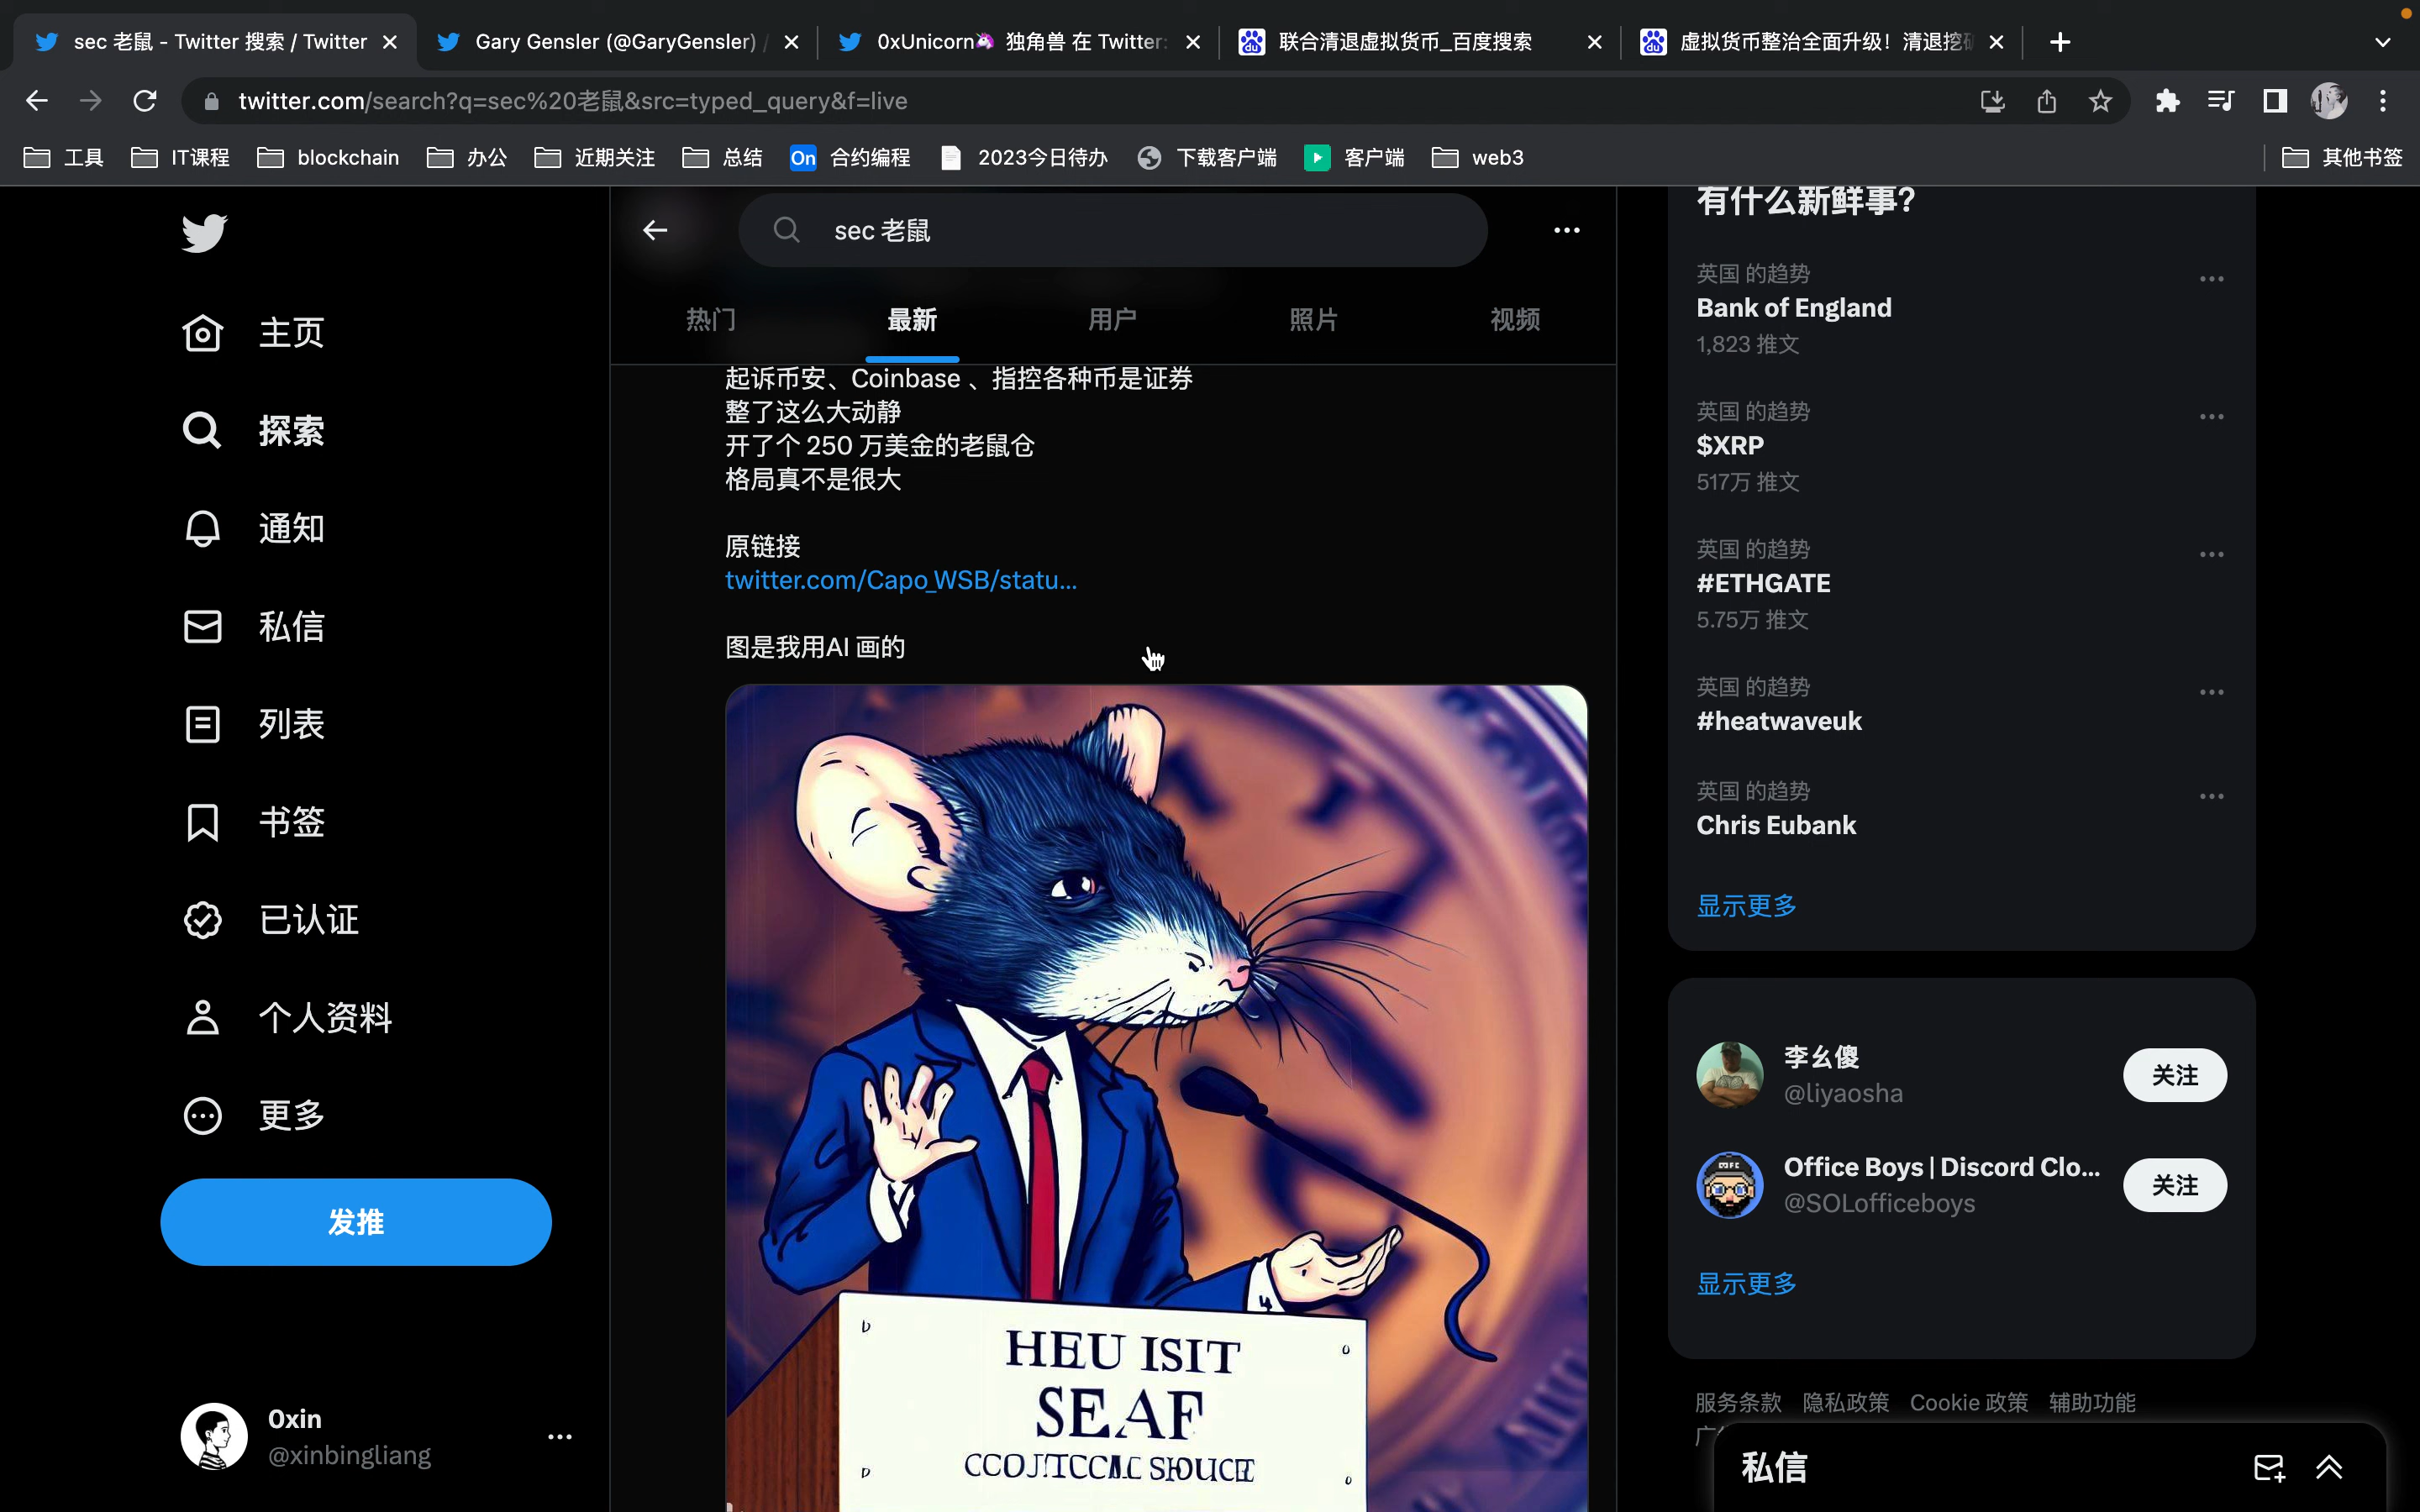 sec 老鼠 - Twitter 搜索 / Twitter
Gary Gensler (@GaryGensler) /
0xUnicorn🦄 独角兽 在 Twitter:
联合清退虚拟货币_百度搜索
虚拟货币整治全面升级！清退挖
twitter.com/search?q=sec%20老鼠&src=typed_query&f=live
工具
IT课程
blockchain
办公
近期关注
总结
On 合约编程
2023今日待办
下载客户端
客户端
web3
其他书签
主页
探索
通知
私信
列表
书签
已认证
个人资料
更多
发推
0xin
@xinbingliang
sec 老鼠
热门
最新
用户
照片
视频
起诉币安、Coinbase 、指控各种币是证券
整了这么大动静
开了个 250 万美金的老鼠仓
格局真不是很大
原链接
twitter.com/Capo_WSB/statu...
图是我用AI 画的
HEU ISIT
SEAF
CCOJTTCCAL SHOUCE
有什么新鲜事？
英国 的趋势
Bank of England
1,823 推文
英国 的趋势
$XRP
517万 推文
英国 的趋势
#ETHGATE
5.75万 推文
英国 的趋势
#heatwaveuk
英国 的趋势
Chris Eubank
显示更多
李幺傻
@liyaosha
关注
Office Boys | Discord Clo...
@SOLofficeboys
关注
显示更多
服务条款 隐私政策 Cookie 政策 辅助功能
私信